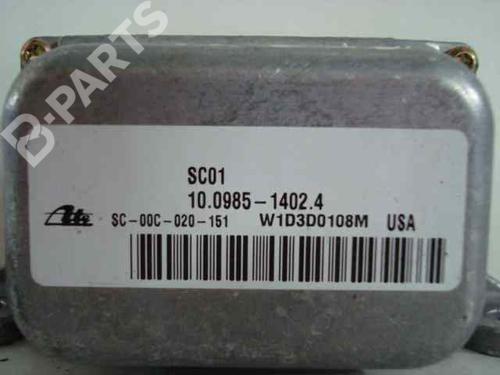 B-PARTS
SC01
10.0985-1402.4
Ate SC-00C-020-151 W1D3D0108M USA